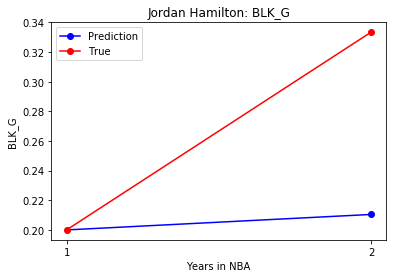 Jordan Hamilton: BLK_G
Prediction
True
BLK_G
0.34
0.32
0.30
0.28
0.26
0.24
0.22
0.20
1
2
Years in NBA